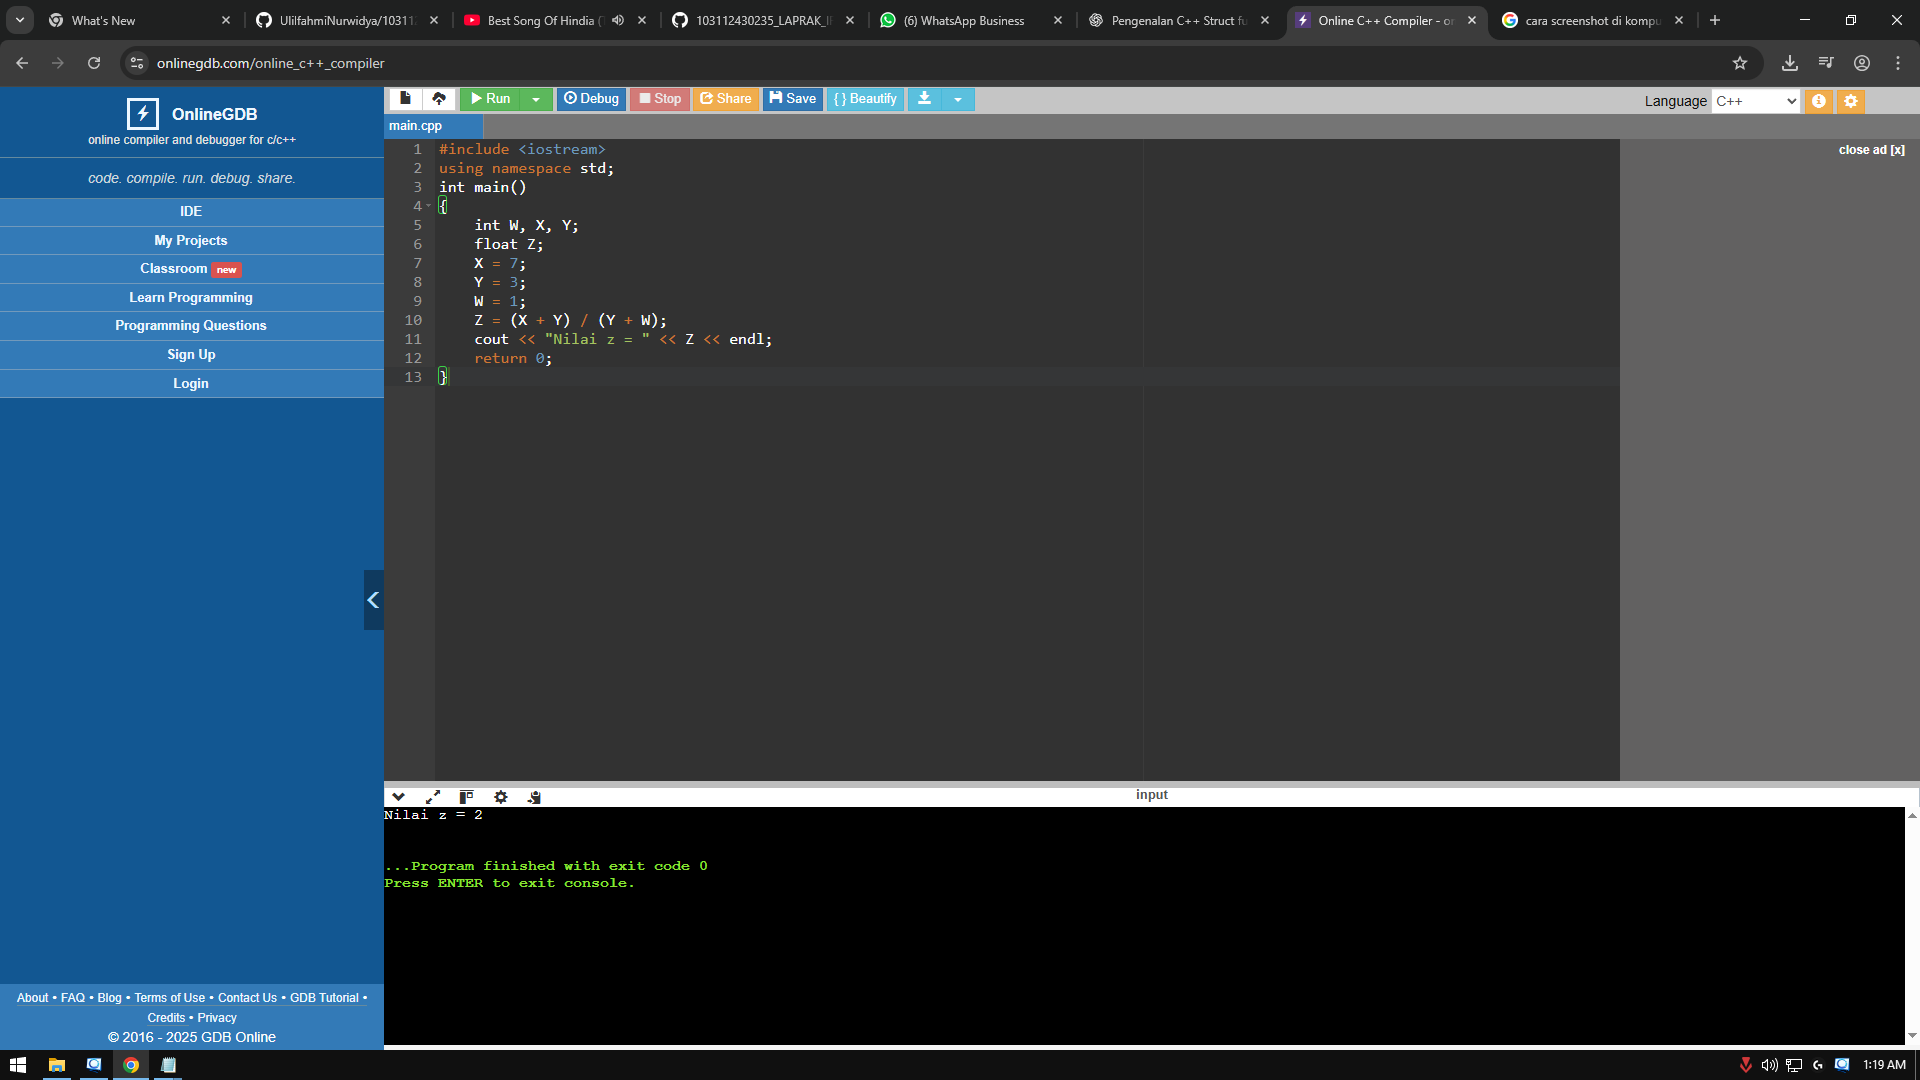 What's New
UlilfahmiNurwidya/10311
Best Song Of Hindia (
103112430235_LAPRAK_
(6) WhatsApp Business
Pengenalan C++ Struct fu
Online C++ Compiler - o
cara screenshot di kompu
onlinegdb.com/online_c++_compiler
OnlineGDB
online compiler and debugger for c/c++
code. compile. run. debug. share.
IDE
My Projects
Classroom new
Learn Programming
Programming Questions
Sign Up
Login
Run
Debug
Stop
Share
Save
{ } Beautify
Language C++
main.cpp
close ad [x]
1 #include <iostream>
2 using namespace std;
3 int main()
4 {
5 int W, X, Y;
6 float Z;
7 X = 7;
8 Y = 3;
9 W = 1;
10 Z = (X + Y) / (Y + W);
11 cout << "Nilai z = " << Z << endl;
12 return 0;
13 }
input
Nilai z = 2
...Program finished with exit code 0
Press ENTER to exit console.
About • FAQ • Blog • Terms of Use • Contact Us • GDB Tutorial •
Credits • Privacy
© 2016 - 2025 GDB Online
1:19 AM